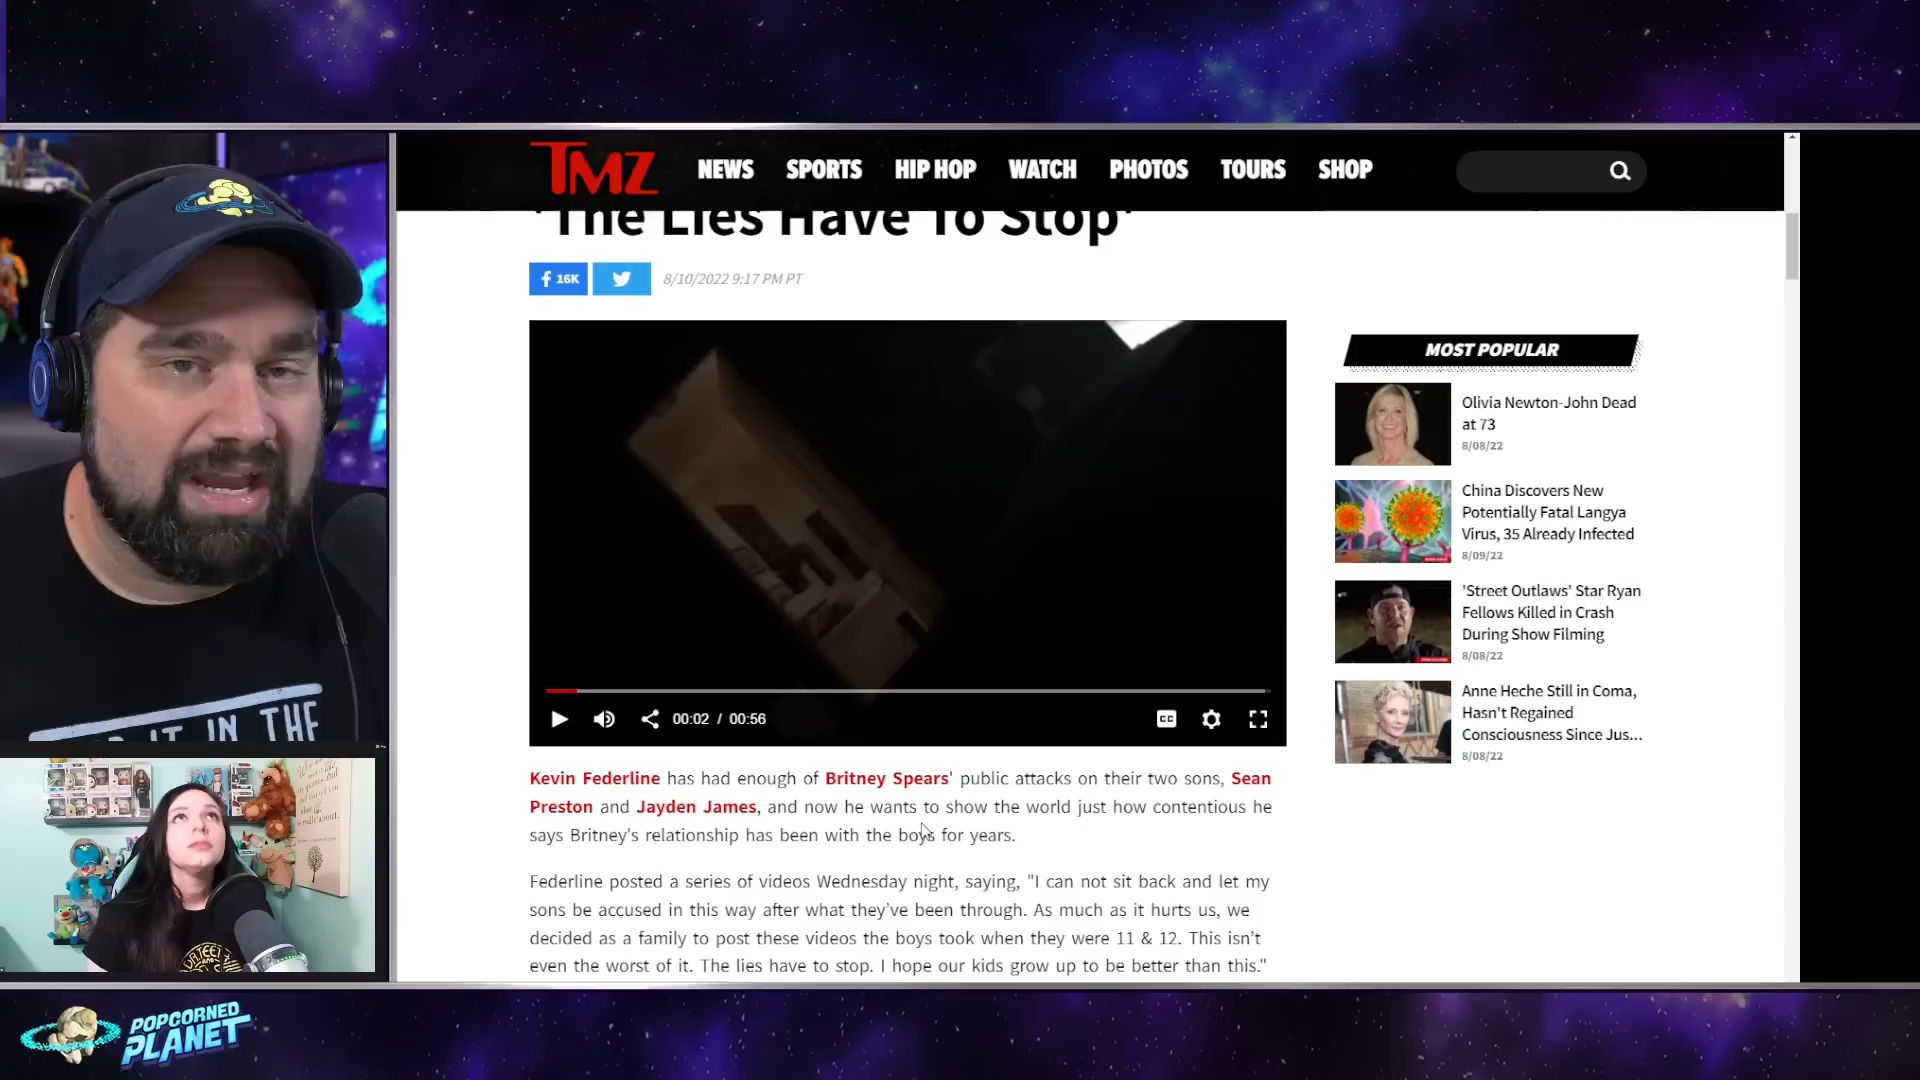 TMZ
NEWS SPORTS HIP HOP WATCH PHOTOS TOURS SHOP
'The Lies Have To Stop'
16K
8/10/2022 9:17 PM PT
00:02 / 00:56
CC
Kevin Federline has had enough of Britney Spears' public attacks on their two sons, Sean
Preston and Jayden James, and now he wants to show the world just how contentious he
says Britney's relationship has been with the boys for years.
Federline posted a series of videos Wednesday night, saying, "I can not sit back and let my
sons be accused in this way after what they've been through. As much as it hurts us, we
decided as a family to post these videos the boys took when they were 11 & 12. This isn't
even the worst of it. The lies have to stop. I hope our kids grow up to be better than this."
MOST POPULAR
Olivia Newton-John Dead
at 73
8/08/22
China Discovers New
Potentially Fatal Langya
Virus, 35 Already Infected
8/09/22
'Street Outlaws' Star Ryan
Fellows Killed in Crash
During Show Filming
8/08/22
Anne Heche Still in Coma,
Hasn't Regained
Consciousness Since Jus...
8/08/22
IT IN THE
POPCORNED
PLANET